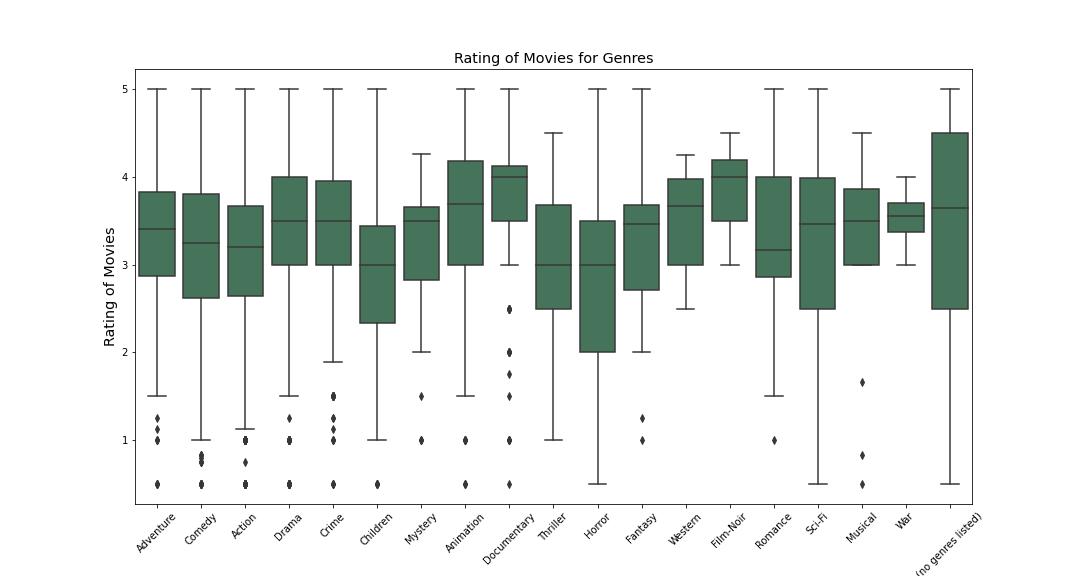 Rating of Movies for Genres
Rating of Movies
5
4
3
2
1
Adventure
Comedy
Action
Drama
Crime
Children
Mystery
Animation
Documentary
Thriller
Horror
Fantasy
Western
Film-Noir
Romance
Sci-Fi
Musical
War
(no genres listed)